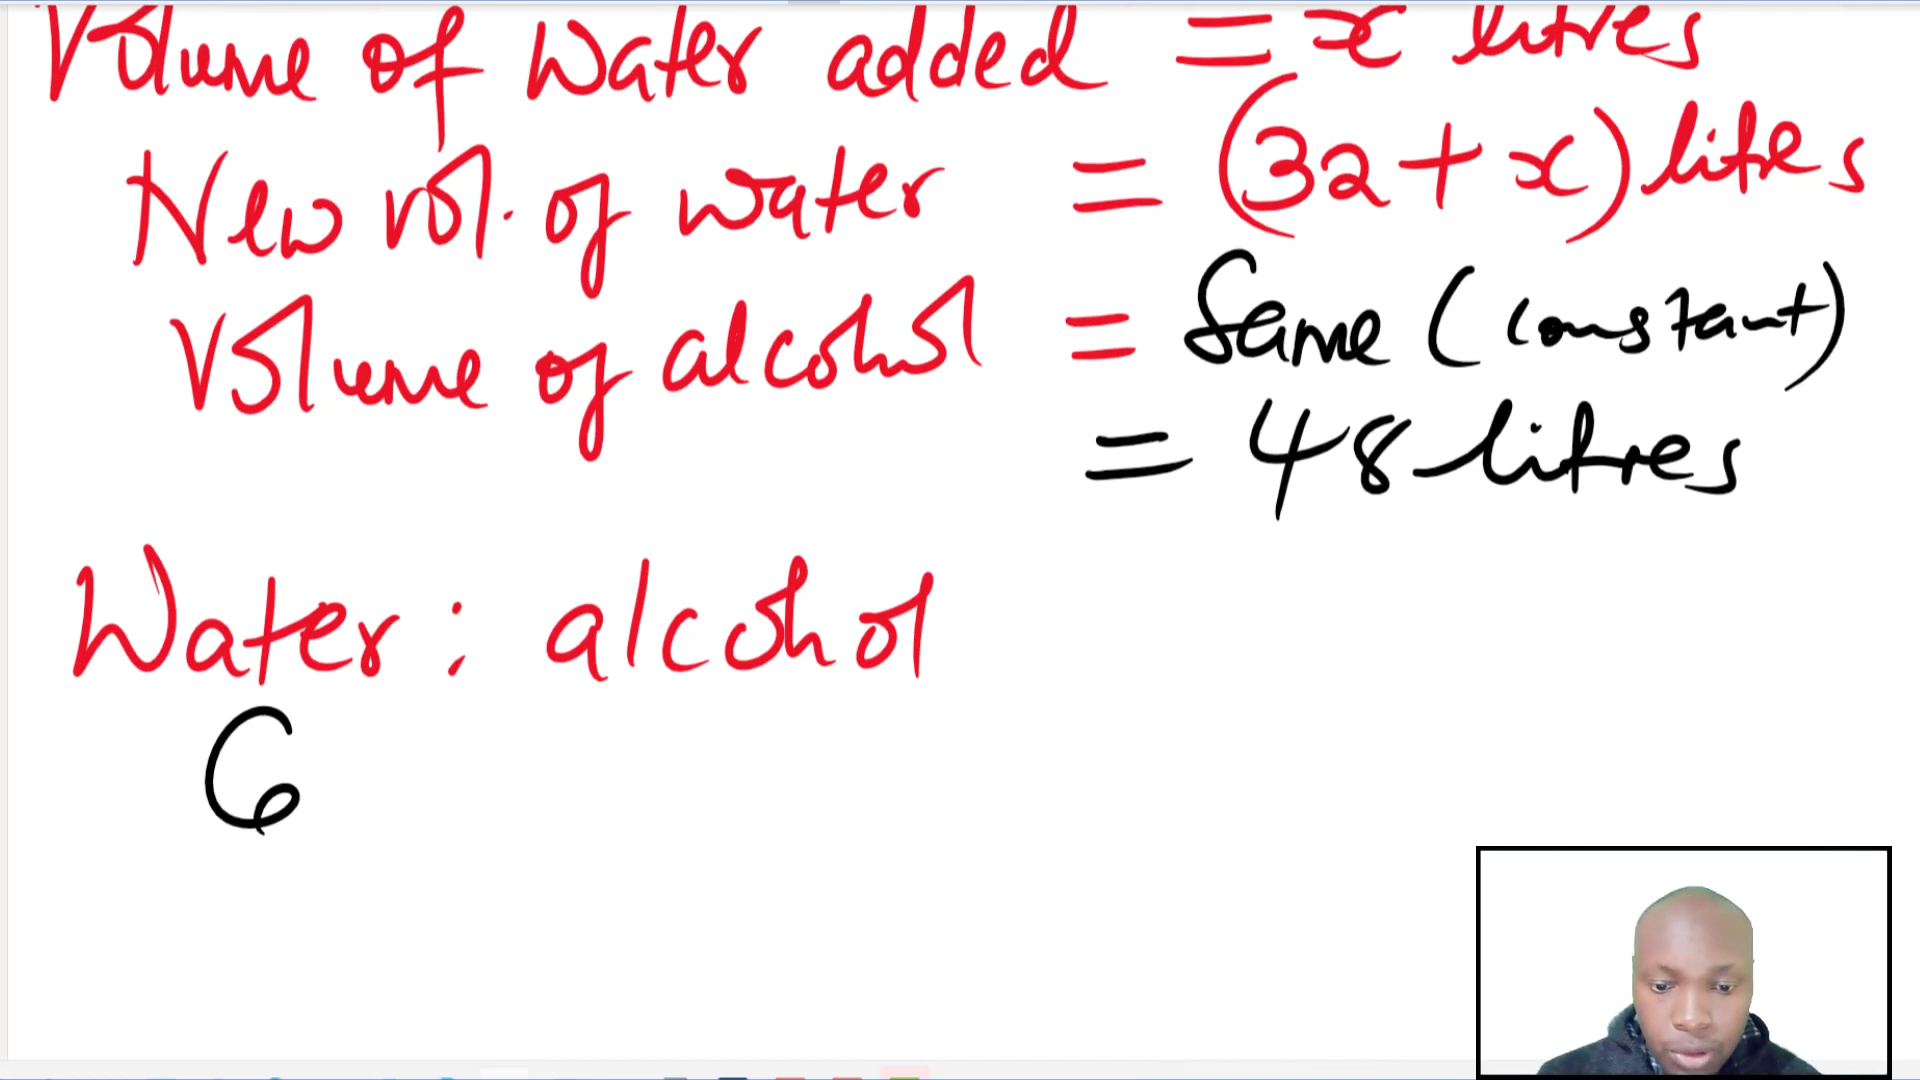 Volume of Water added = x litres
New vol. of water = (32 + x) litres
Volume of alcohol = Same (constant)
= 48 litres
Water : alcohol
6